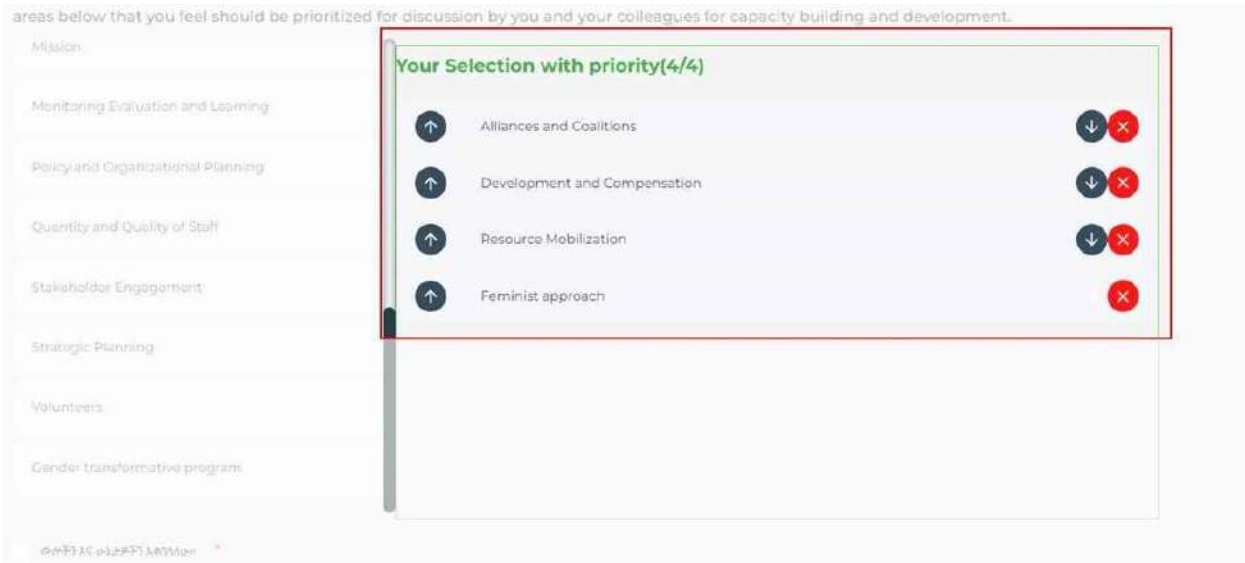 areas below that you feel should be prioritized for discussion by you and your colleagues for capacity building and development.
Mission
Monitoring Evaluation and Learning
Policy and Organizational Planning
Quantity and Quality of Staff
Stakeholder Engagement
Strategic Planning
Volunteers
Gender transformative program
Your Selection with priority(4/4)
Alliances and Coalitions
Development and Compensation
Resource Mobilization
Feminist approach